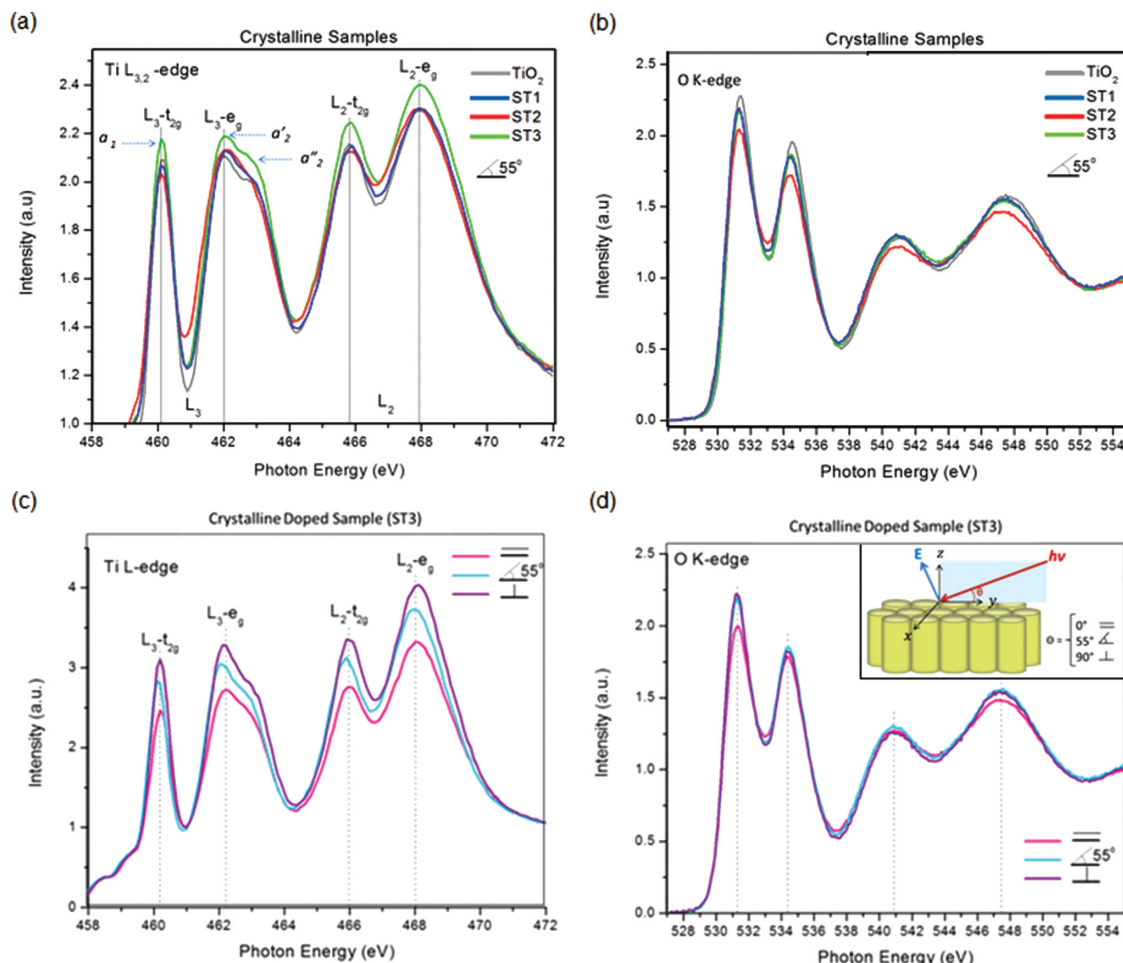 (a)
Crystalline Samples
Ti L3,2 -edge
L3-t2g
L3-eg
L2-t2g
L2-eg
TiO2
ST1
ST2
ST3
55°
a1
a'2
a"2
L3
L2
2.4
2.2
2.0
1.8
1.6
1.4
1.2
1.0
458 460 462 464 466 468 470 472
Intensity (a.u)
Photon Energy (eV)
(b)
Crystalline Samples
O K-edge
TiO2
ST1
ST2
ST3
55°
2.5
2.0
1.5
1.0
0.5
0.0
528 530 532 534 536 538 540 542 544 546 548 550 552 554
Intensity (a.u)
Photon Energy (eV)
(c)
Crystalline Doped Sample (ST3)
Ti L-edge
L3-t2g
L3-eg
L2-t2g
L2-eg
55°
4
3
2
1
0
458 460 462 464 466 468 470 472
Intensity (a.u.)
Photon Energy (eV)
(d)
Crystalline Doped Sample (ST3)
O K-edge
E
z
hν
θ
y
x
Θ =
0°
55°
90°
55°
2.5
2.0
1.5
1.0
0.5
0.0
528 530 532 534 536 538 540 542 544 546 548 550 552 554
Intensity (a.u.)
Photon Energy (eV)